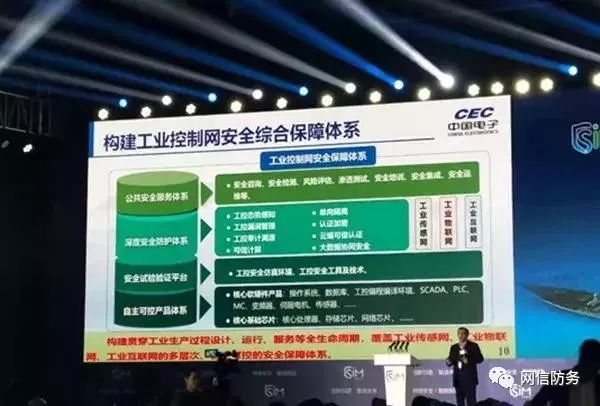 构建工业控制网安全综合保障体系
CEC
中国电子
CHINA ELECTRONICS
SiM
工业控制网安全保障体系
公共安全服务体系
安全咨询、安全检测、风险评估、渗透测试、安全培训、安全集成、安全运
维等。
深度安全防护体系
• 工控态势感知
• 工控漏洞管理
• 工控审计溯源
• 可信计算
• 单向隔离
• 认证加密
• 云端可信认证
• 大数据协同安全
工业传感网
工业物联网
工业互联网
安全试验验证平台
• 工控安全仿真环境、工控安全工具及技术。
自主可控产品体系
• 核心软硬件产品:操作系统、数据库、工控编程编译环境、SCADA、PLC、
MC、变频器、伺服电机、传感器、……
• 核心基础芯片:核心处理器、存储芯片、网络芯片、……
构建贯穿工业生产过程设计、运行、服务等全生命周期,覆盖工业传感网、工业物联
网、工业互联网的多层次、可控的安全保障体系。
10
SiM
网信防务